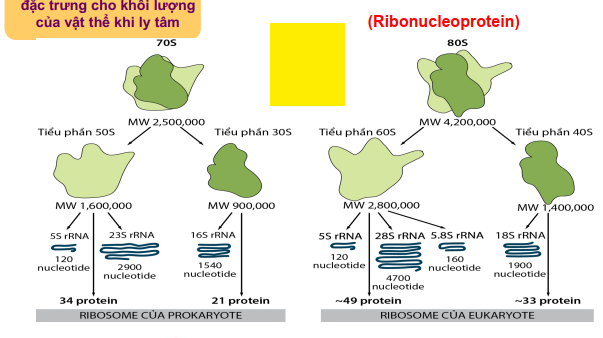 đặc trưng cho khối lượng
của vật thể khi ly tâm
(Ribonucleoprotein)
70S
MW 2,500,000
Tiểu phần 50S
Tiểu phần 30S
MW 1,600,000
MW 900,000
5S rRNA
120
nucleotide
23S rRNA
2900
nucleotide
16S rRNA
1540
nucleotide
34 protein
21 protein
RIBOSOME CỦA PROKARYOTE
80S
MW 4,200,000
Tiểu phần 60S
Tiểu phần 40S
MW 2,800,000
MW 1,400,000
5S rRNA
120
nucleotide
28S rRNA
4700
nucleotide
5.8S rRNA
160
nucleotide
18S rRNA
1900
nucleotide
~49 protein
~33 protein
RIBOSOME CỦA EUKARYOTE